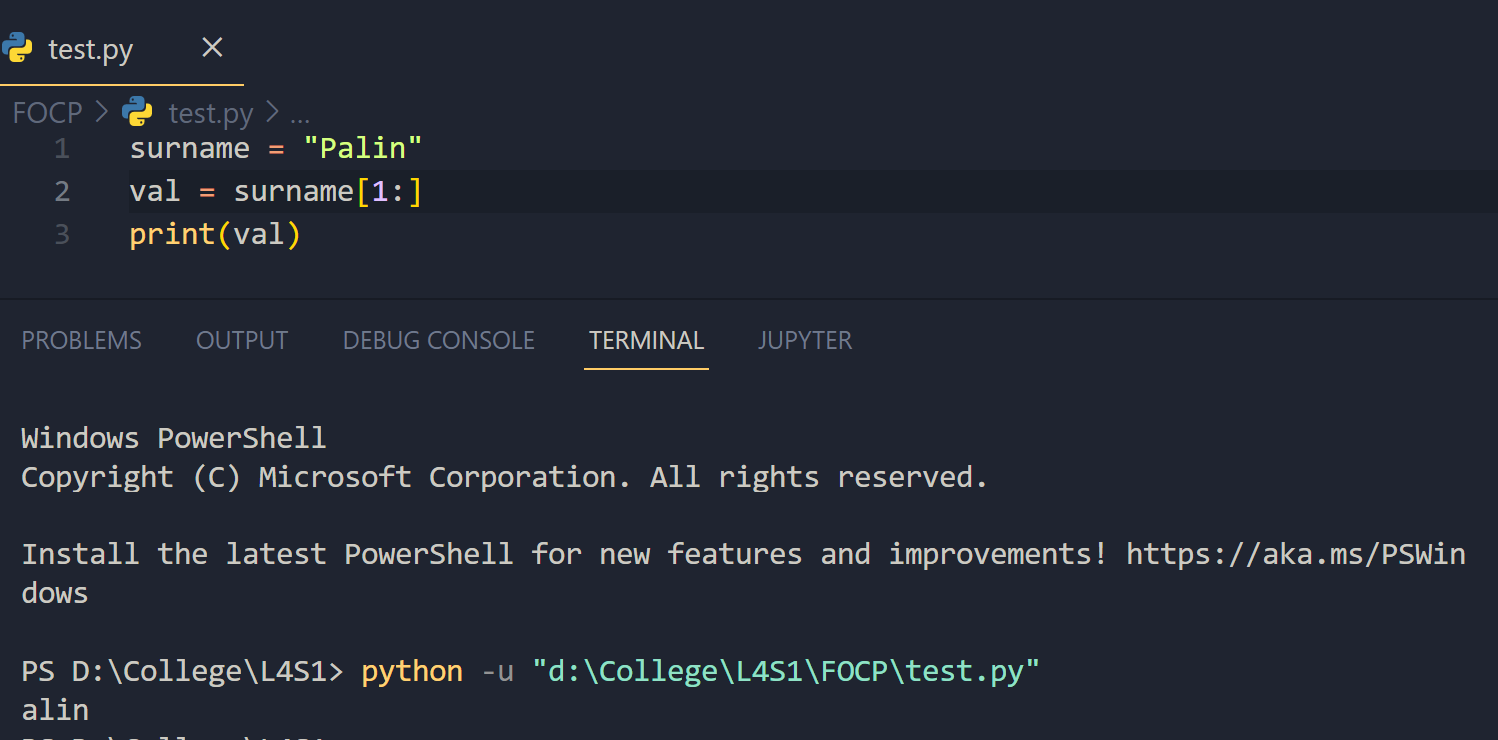 test.py
FOCP > test.py > ...
1 surname = "Palin"
2 val = surname[1:]
3 print(val)
PROBLEMS OUTPUT DEBUG CONSOLE TERMINAL JUPYTER
Windows PowerShell
Copyright (C) Microsoft Corporation. All rights reserved.
Install the latest PowerShell for new features and improvements! https://aka.ms/PSWin
dows
PS D:\College\L4S1> python -u "d:\College\L4S1\FOCP\test.py"
alin